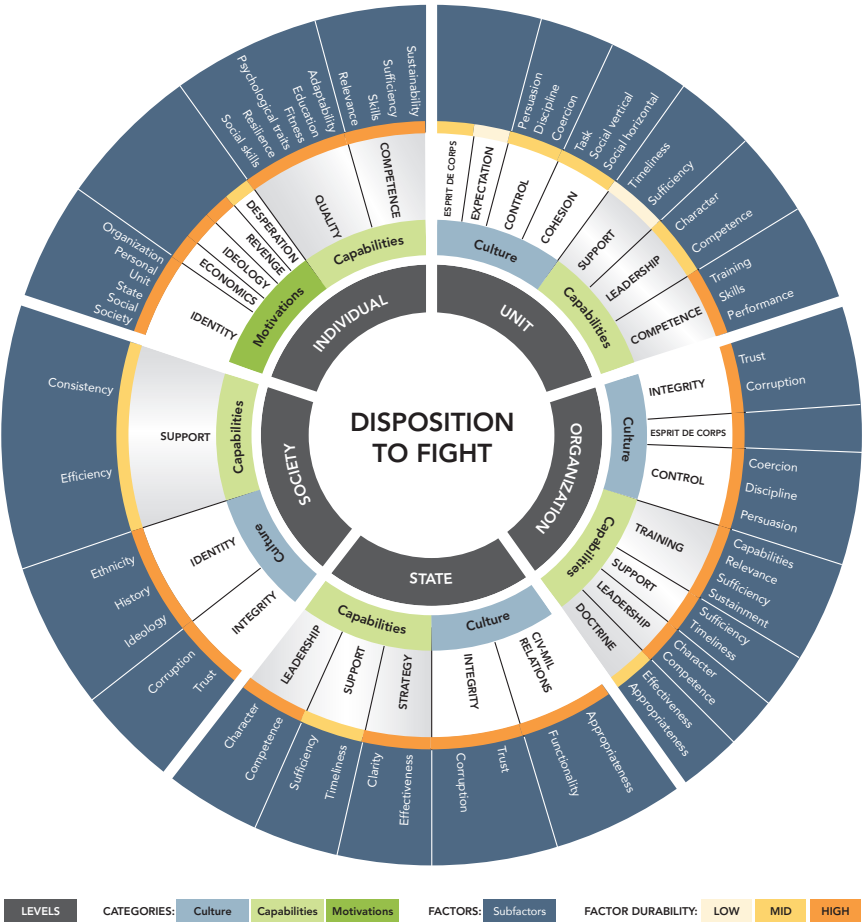 DISPOSITION
TO FIGHT
INDIVIDUAL
Motivations
IDENTITY
Organization
Personal
Unit
State
Social
Society
ECONOMICS
IDEOLOGY
REVENGE
DESPERATION
Capabilities
QUALITY
Social skills
Resilience
Psychological traits
Fitness
Education
Adaptability
COMPETENCE
Relevance
Skills
Sufficiency
Sustainability
UNIT
Culture
ESPRIT DE CORPS
EXPECTATION
CONTROL
Persuasion
Discipline
Coercion
COHESION
Task
Social vertical
Social horizontal
Capabilities
SUPPORT
Timeliness
Sufficiency
LEADERSHIP
Character
Competence
COMPETENCE
Training
Skills
Performance
ORGANIZATION
Culture
INTEGRITY
Trust
Corruption
ESPRIT DE CORPS
CONTROL
Coercion
Discipline
Persuasion
Capabilities
TRAINING
Capabilities
Relevance
Sufficiency
Sustainment
SUPPORT
Sufficiency
Timeliness
LEADERSHIP
Character
Competence
DOCTRINE
Effectiveness
Appropriateness
STATE
Culture
CIV-MIL
RELATIONS
Appropriateness
Functionality
INTEGRITY
Trust
Corruption
Capabilities
STRATEGY
Effectiveness
Clarity
SUPPORT
Timeliness
Sufficiency
LEADERSHIP
Competence
Character
SOCIETY
Culture
INTEGRITY
Trust
Corruption
IDENTITY
Ideology
History
Ethnicity
Capabilities
SUPPORT
Efficiency
Consistency
LEVELS CATEGORIES: Culture Capabilities Motivations FACTORS: Subfactors FACTOR DURABILITY: LOW MID HIGH